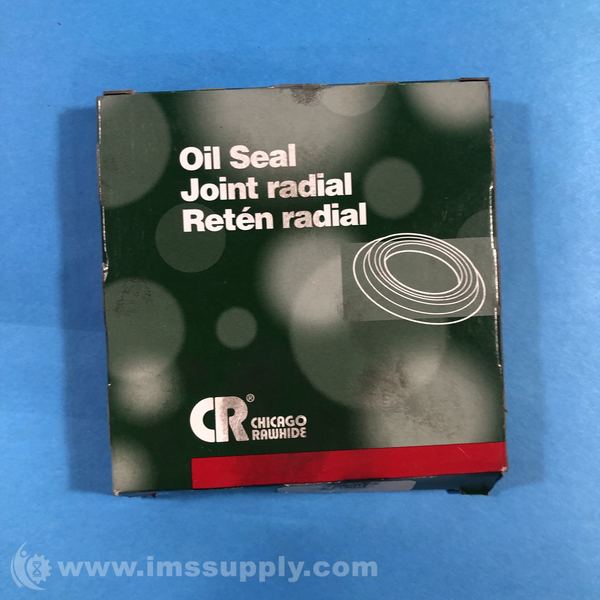 Oil Seal
Joint radial
Retén radial
CR® CHICAGO
RAWHIDE
www.imssupply.com